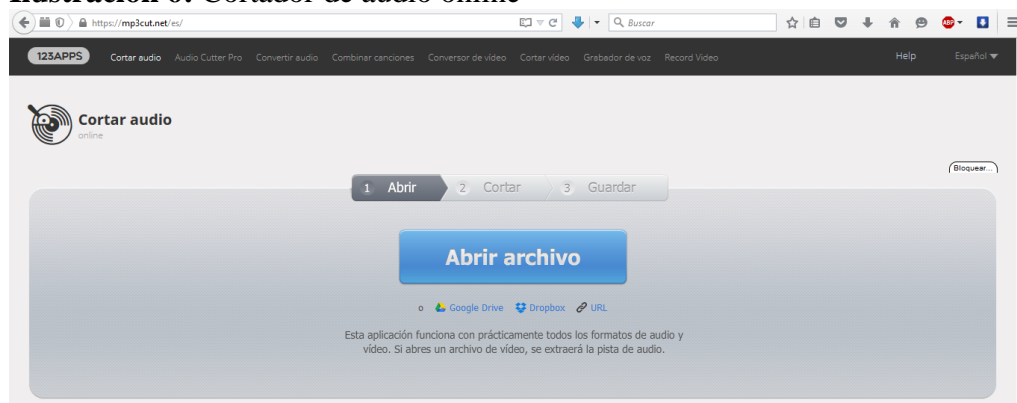 Ilustración 6: Cortador de audio online
https://mp3cut.net/es/
Buscar
ABP
123APPS Cortar audio Audio Cutter Pro Convertir audio Combinar canciones Conversor de vídeo Cortar vídeo Grabador de voz Record Video Help Español
Cortar audio
online
Bloquear...
1 Abrir 2 Cortar 3 Guardar
Abrir archivo
o Google Drive Dropbox URL
Esta aplicación funciona con prácticamente todos los formatos de audio y
vídeo. Si abres un archivo de vídeo, se extraerá la pista de audio.